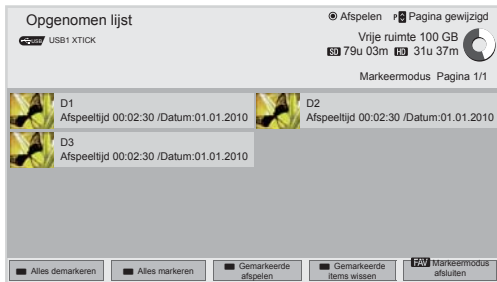 Opgenomen lijst
Afspelen P Pagina gewijzigd
USB USB1 XTICK
Vrije ruimte 100 GB
SD 79u 03m HD 31u 37m
Markeermodus Pagina 1/1
D1
Afspeeltijd 00:02:30 /Datum:01.01.2010
D2
Afspeeltijd 00:02:30 /Datum:01.01.2010
D3
Afspeeltijd 00:02:30 /Datum:01.01.2010
Alles demarkeren
Alles markeren
Gemarkeerde
afspelen
Gemarkeerde
items wissen
FAV Markeermodus
afsluiten